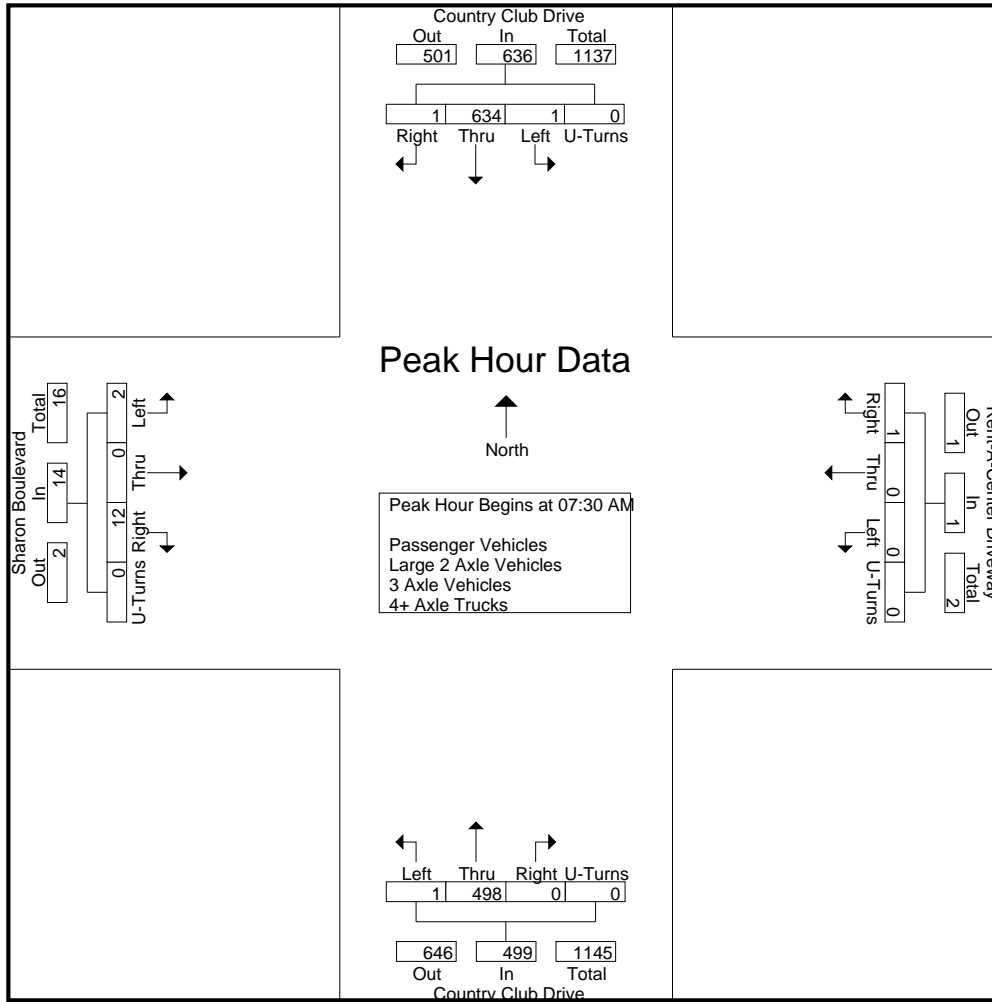 Country Club Drive
Out In Total
501 636 1137
1 634 1 0
Right Thru Left U-Turns
Peak Hour Data
North
Peak Hour Begins at 07:30 AM
Passenger Vehicles
Large 2 Axle Vehicles
3 Axle Vehicles
4+ Axle Trucks
Sharon Boulevard
Out In Total
2 14 16
0 12 0 2
U-Turns Right Thru Left
Rent-A-Center Driveway
Out In Total
1 1 2
1 0 0 0
Right Thru Left U-Turns
Left Thru Right U-Turns
1 498 0 0
646 499 1145
Out In Total
Country Club Drive